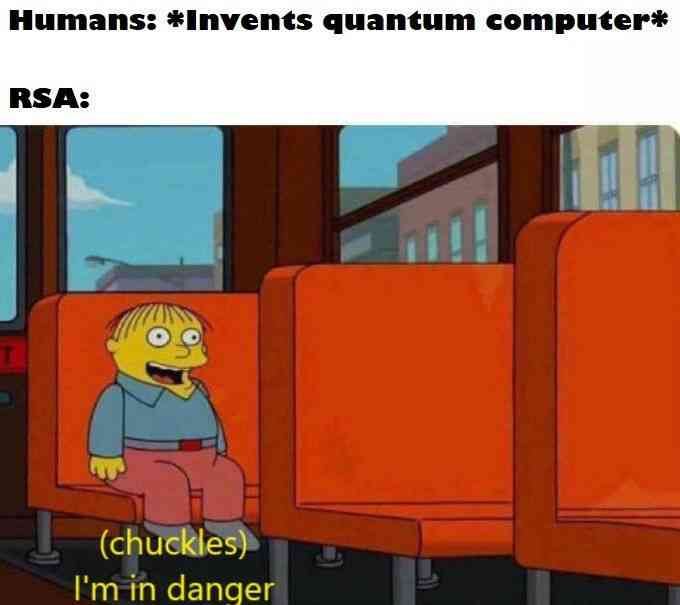 Humans: *Invents quantum computer*
RSA:
T
(chuckles)
I'm in danger